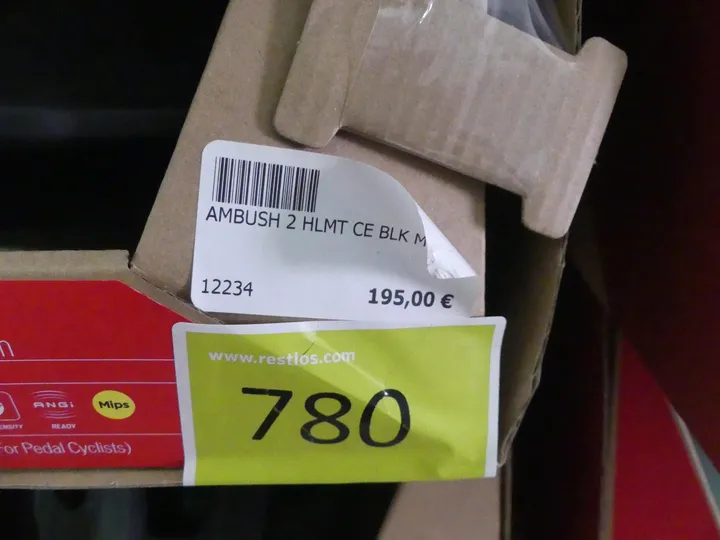 AMBUSH 2 HLMT CE BLK M
12234
195,00 €
www.restlos.com
780
ANGi
READY
Mips
For Pedal Cyclists)